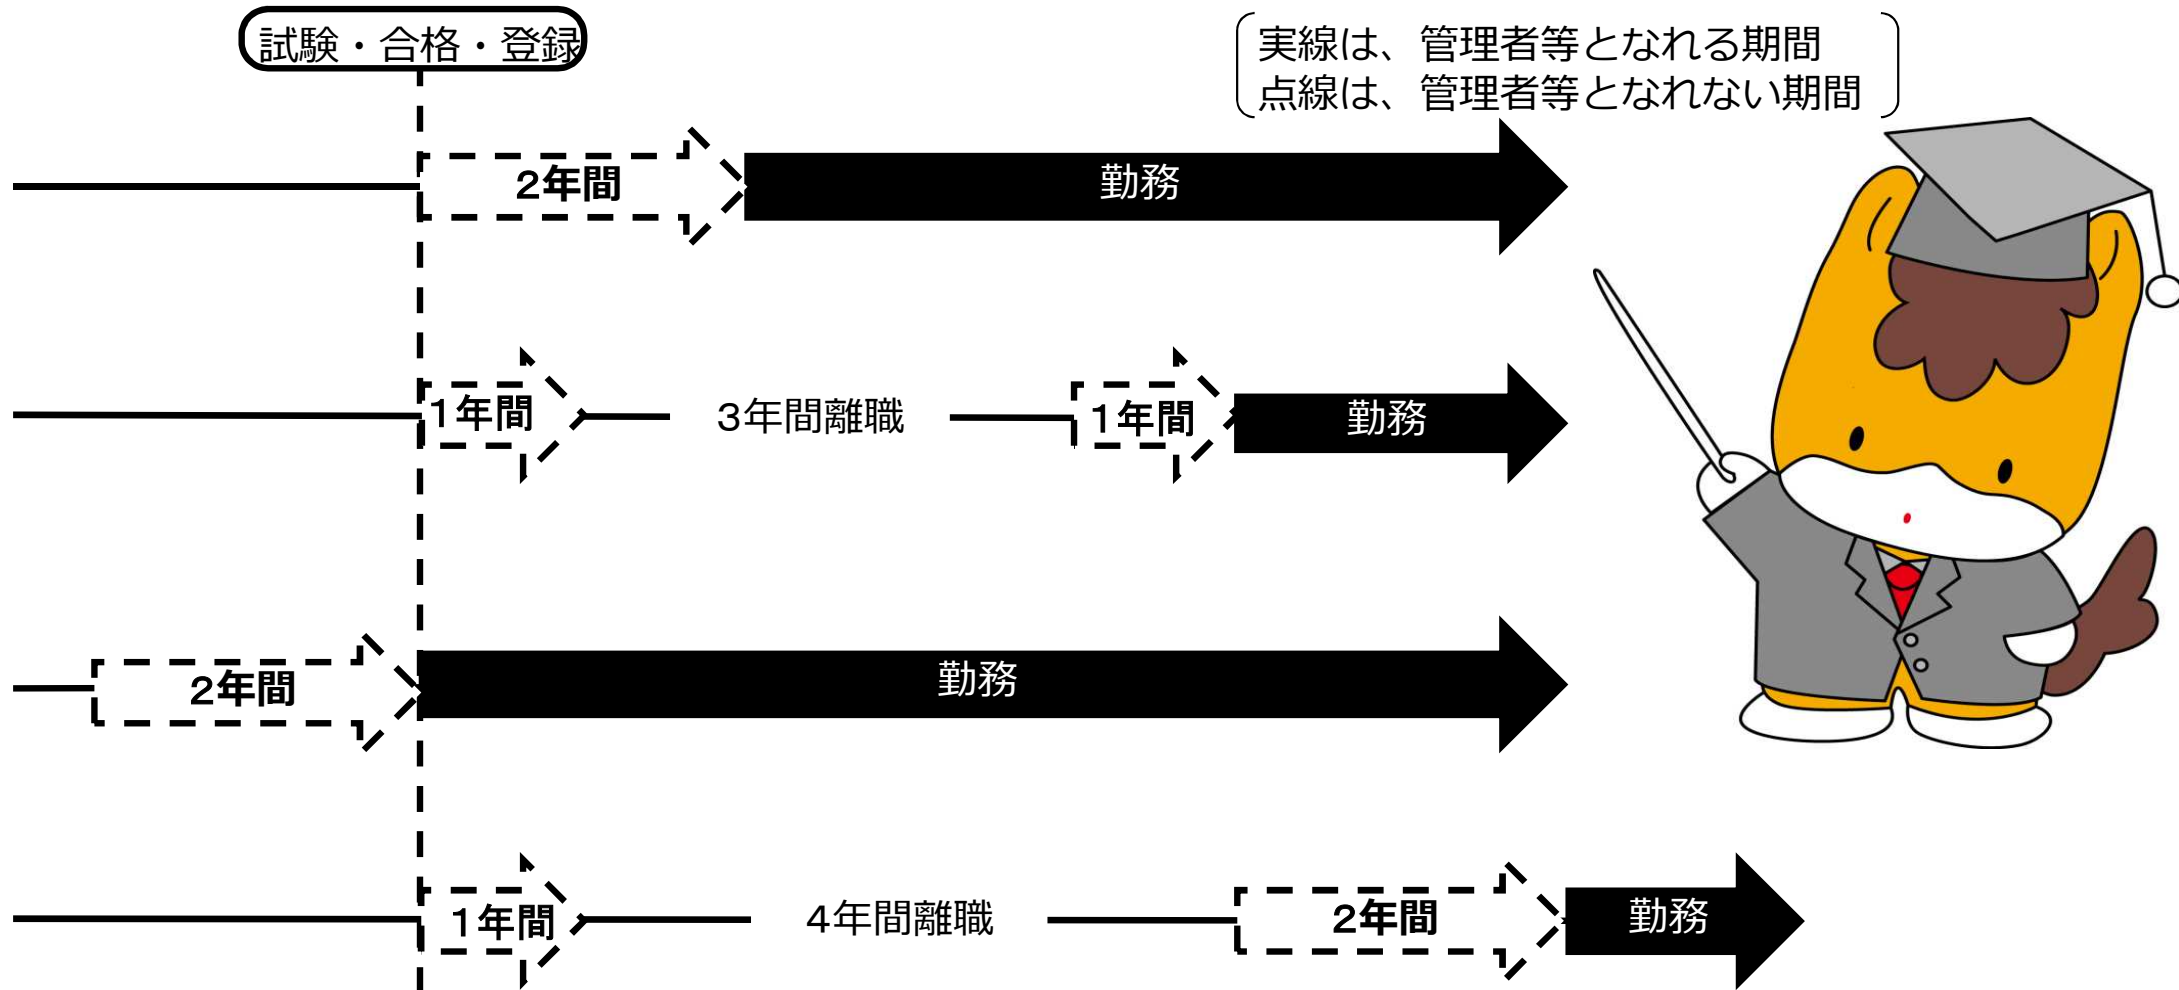 試験・合格・登録
実線は、管理者等となれる期間
点線は、管理者等となれない期間
2年間
勤務
1年間
3年間離職
1年間
勤務
2年間
勤務
1年間
4年間離職
2年間
勤務